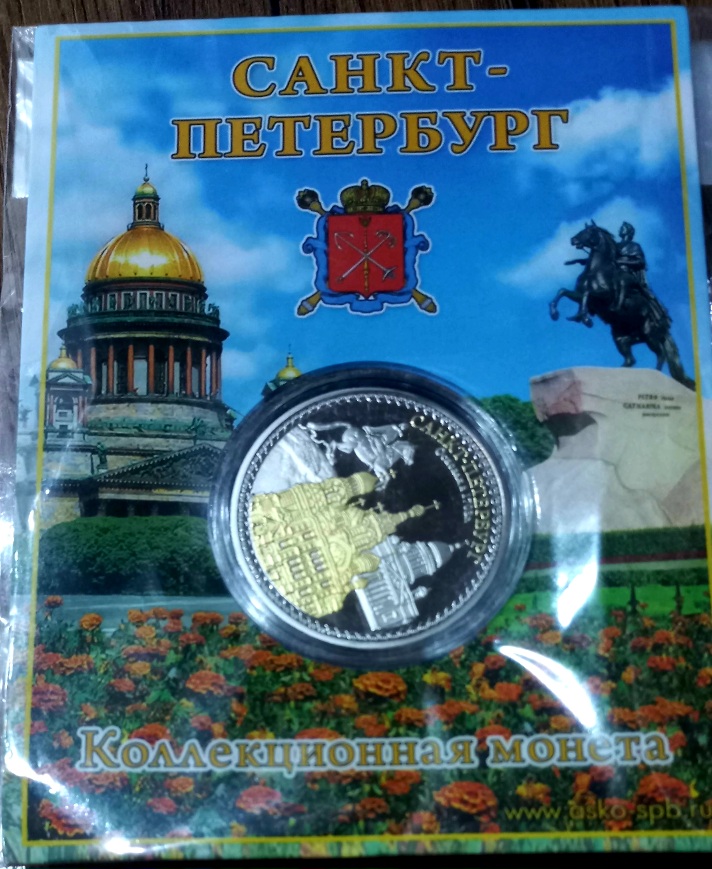 САНКТ-
ПЕТЕРБУРГ
САНКТ-ПЕТЕРБУРГ
Коллекционная монета
www.asko-spb.ru